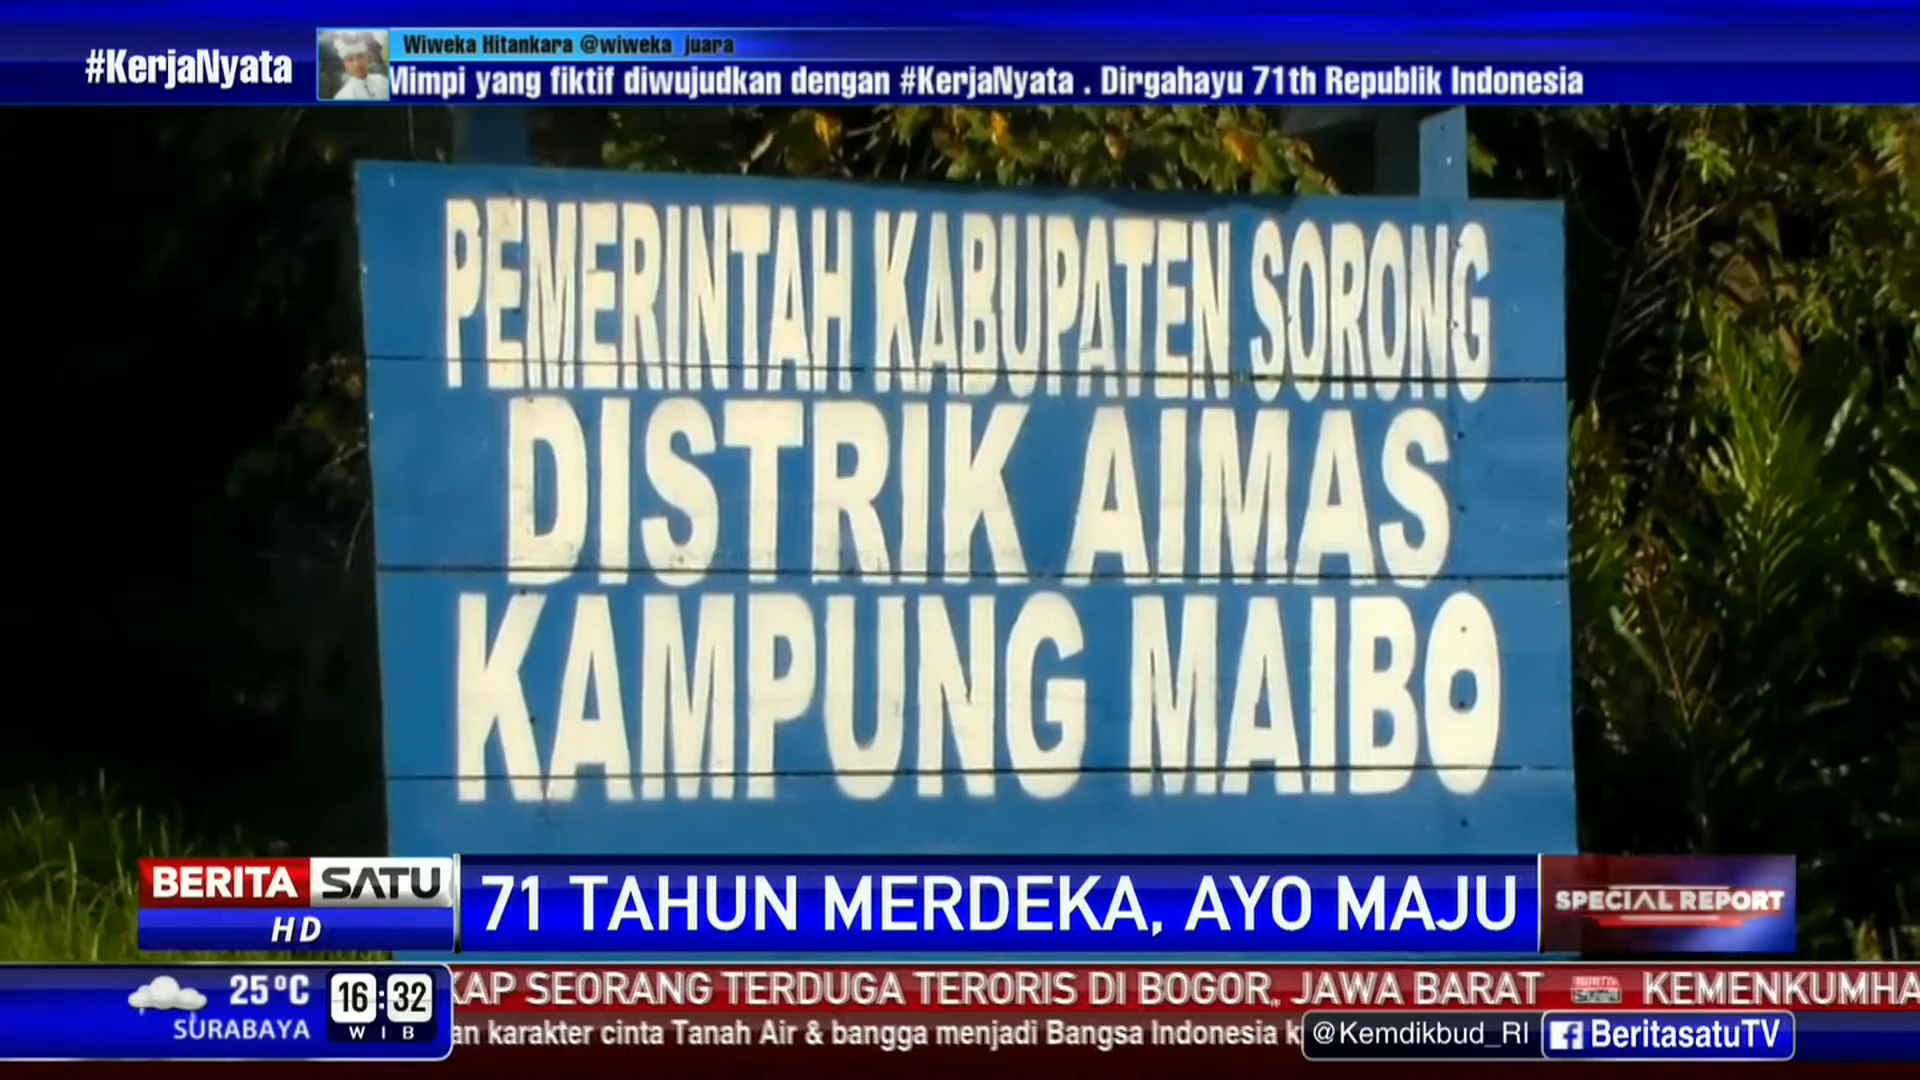 #KerjaNyata
Wiweka Hitankara @wiweka_juara
Mimpi yang fiktif diwujudkan dengan #KerjaNyata . Dirgahayu 71th Republik Indonesia
PEMERINTAH KABUPATEN SORONG
DISTRIK AIMAS
KAMPUNG MAIBO
BERITA SATU
HD
71 TAHUN MERDEKA, AYO MAJU
SPECIAL REPORT
25°C
SURABAYA
16:32
WIB
KAP SEORANG TERDUGA TERORIS DI BOGOR, JAWA BARAT BERITA SATU KEMENKUMHA
an karakter cinta Tanah Air & bangga menjadi Bangsa Indonesia k
@Kemdikbud_RI
BeritasatuTV